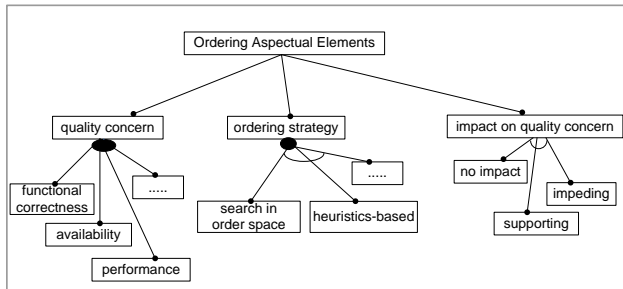 Ordering Aspectual Elements
quality concern
ordering strategy
impact on quality concern
functional
correctness
availability
performance
.....
search in
order space
heuristics-based
.....
no impact
supporting
impeding